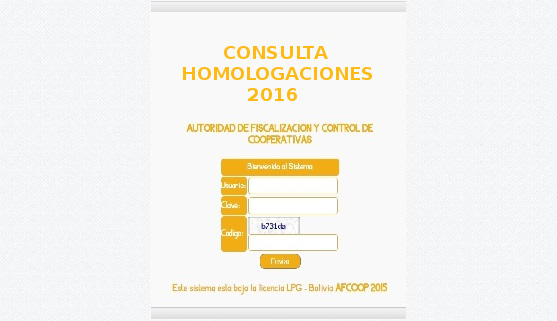 CONSULTA
HOMOLOGACIONES
2016
AUTORIDAD DE FISCALIZACION Y CONTROL DE
COOPERATIVAS
Bienvenido al Sistema
Usuario:
Clave:
b731da
Codigo:
Enviar
Este sistema esta bajo la licencia LPG - Bolivia AFCOOP 2015